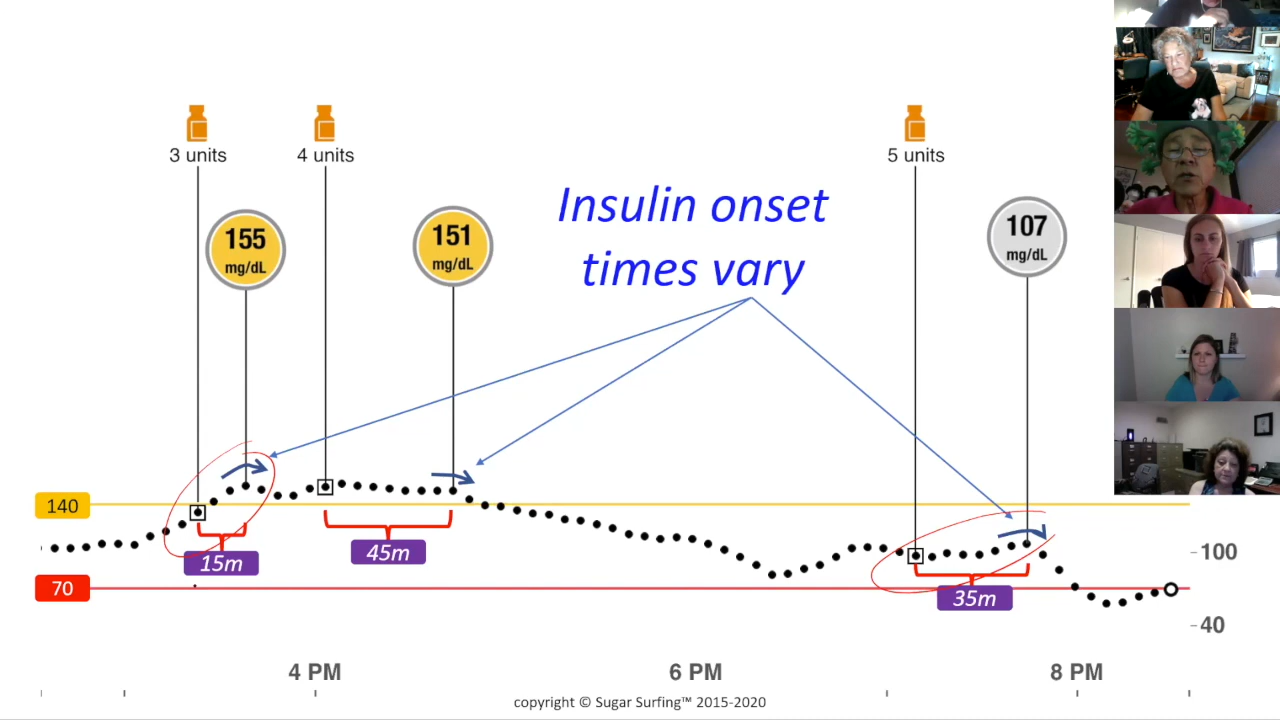 3 units
4 units
5 units
155
mg/dL
151
mg/dL
107
mg/dL
Insulin onset
times vary
140
15m
45m
35m
100
70
40
4 PM
6 PM
8 PM
copyright © Sugar Surfing™ 2015-2020